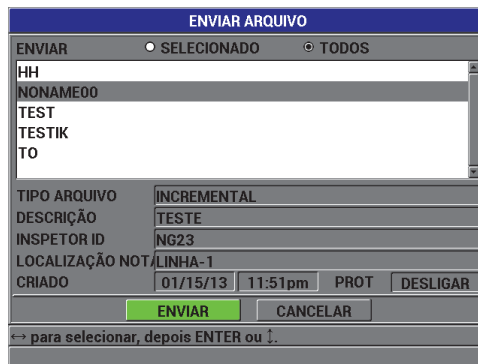 ENVIAR ARQUIVO
ENVIAR SELECIONADO TODOS
HH
NONAME00
TEST
TESTIK
TO
TIPO ARQUIVO INCREMENTAL
DESCRIÇÃO TESTE
INSPETOR ID NG23
LOCALIZAÇÃO NOTA LINHA-1
CRIADO 01/15/13 11:51pm PROT DESLIGAR
ENVIAR CANCELAR
↔ para selecionar, depois ENTER ou ↕.